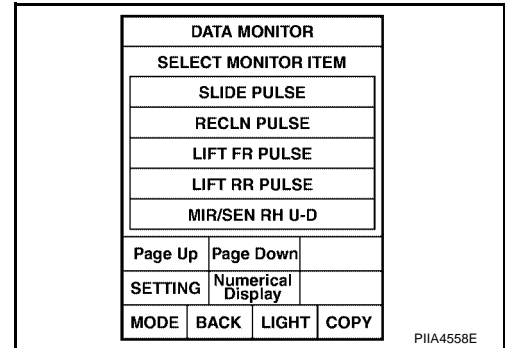 DATA MONITOR
SELECT MONITOR ITEM
SLIDE PULSE
RECLN PULSE
LIFT FR PULSE
LIFT RR PULSE
MIR/SEN RH U-D
Page Up Page Down
SETTING Numerical
Display
MODE BACK LIGHT COPY
PIIA4558E